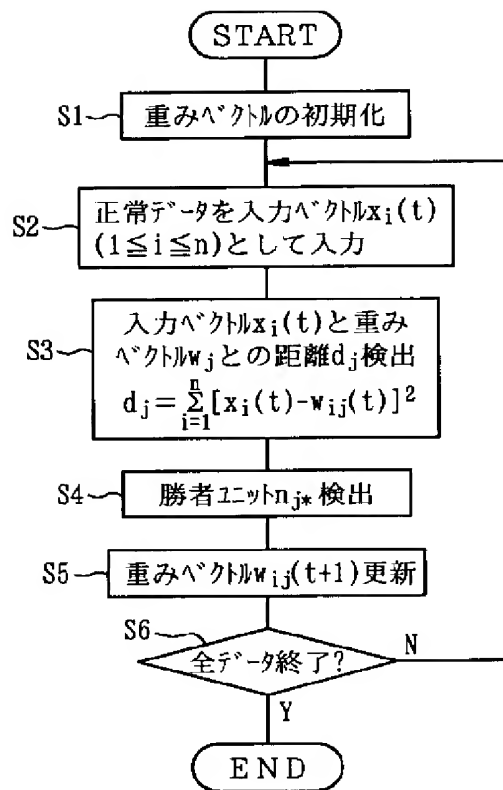 START
S1
重みﾍﾞｸﾄﾙの初期化
S2
正常ﾃﾞｰﾀを入力ﾍﾞｸﾄﾙxi(t)
(1≦i≦n)として入力
S3
入力ﾍﾞｸﾄﾙxi(t)と重み
ﾍﾞｸﾄﾙwjとの距離dj検出
dj=Σ[xi(t)-wij(t)]²
n
i=1
S4
勝者ﾕﾆｯﾄnj*検出
S5
重みﾍﾞｸﾄﾙwij(t+1)更新
S6
全ﾃﾞｰﾀ終了?
N
Y
END